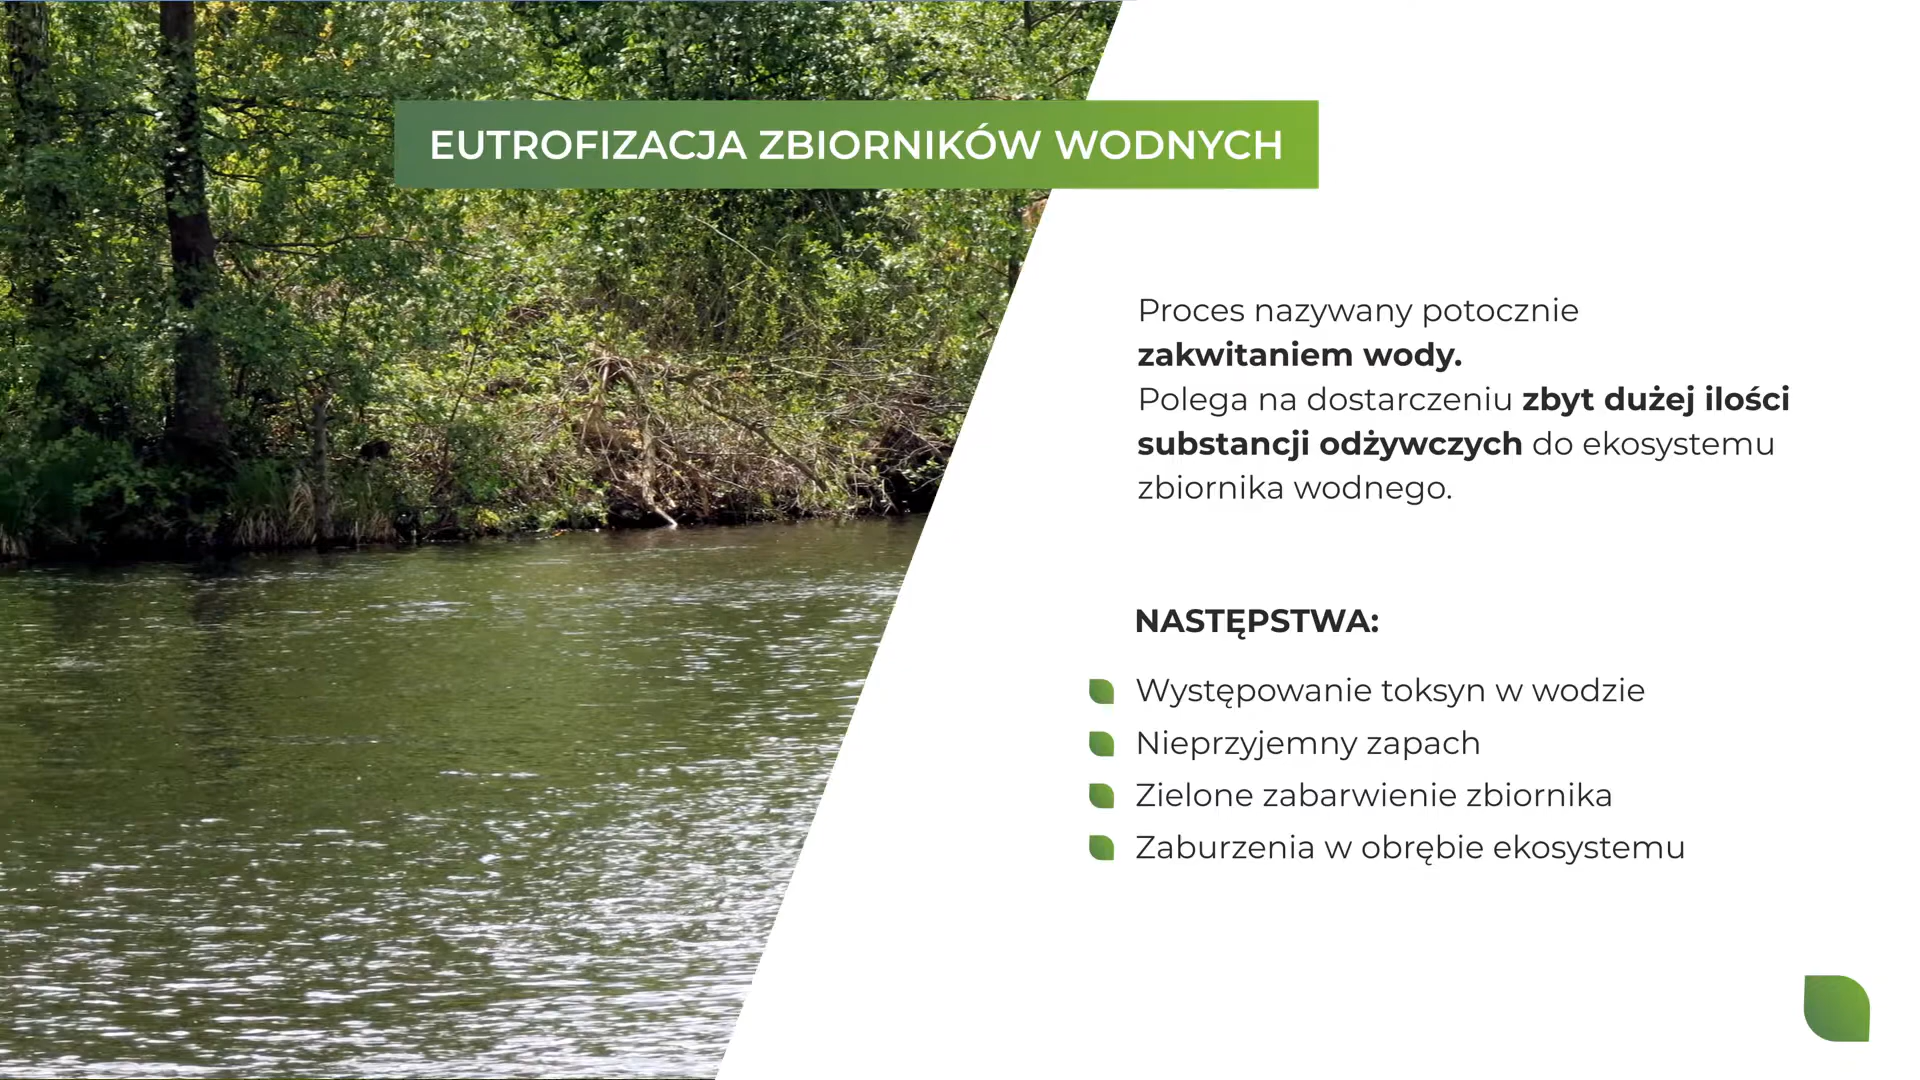 EUTROFIZACJA ZBIORNIKÓW WODNYCH
Proces nazywany potocznie
zakwitaniem wody.
Polega na dostarczeniu zbyt dużej ilości
substancji odżywczych do ekosystemu
zbiornika wodnego.
NASTĘPSTWA:
Występowanie toksyn w wodzie
Nieprzyjemny zapach
Zielone zabarwienie zbiornika
Zaburzenia w obrębie ekosystemu